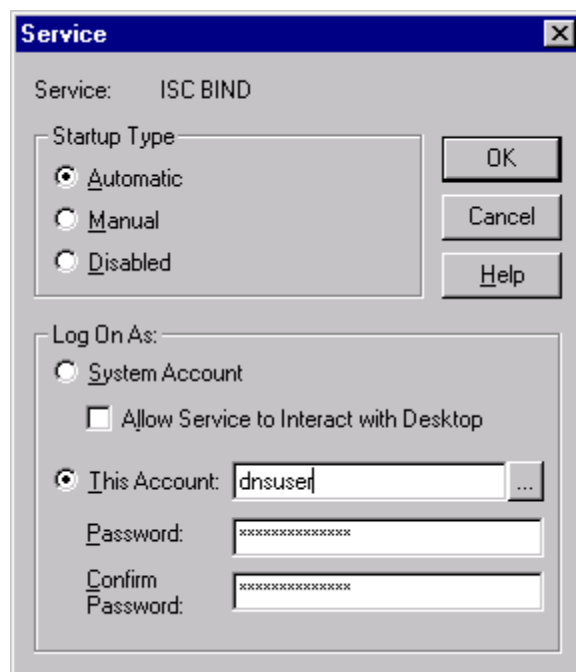 Service
Service: ISC BIND
Startup Type
Automatic
Manual
Disabled
OK
Cancel
Help
Log On As:
System Account
Allow Service to Interact with Desktop
This Account: dnsuser ...
Password: **************
Confirm
Password: **************